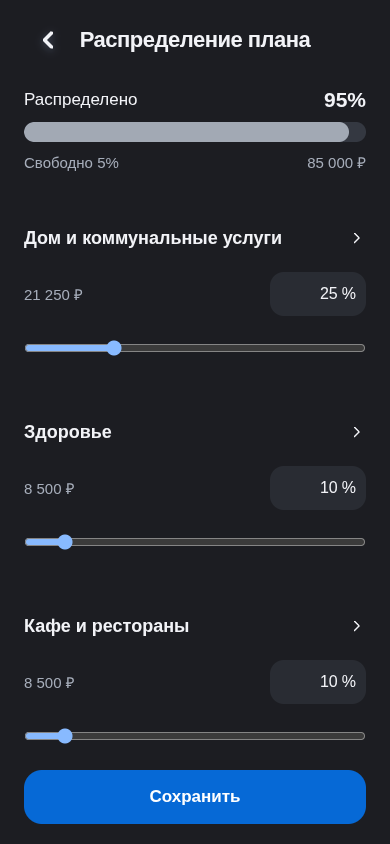 Распределение плана
Распределено 95%
Свободно 5% 85 000 ₽
Дом и коммунальные услуги
21 250 ₽ 25 %
Здоровье
8 500 ₽ 10 %
Кафе и рестораны
8 500 ₽ 10 %
Сохранить